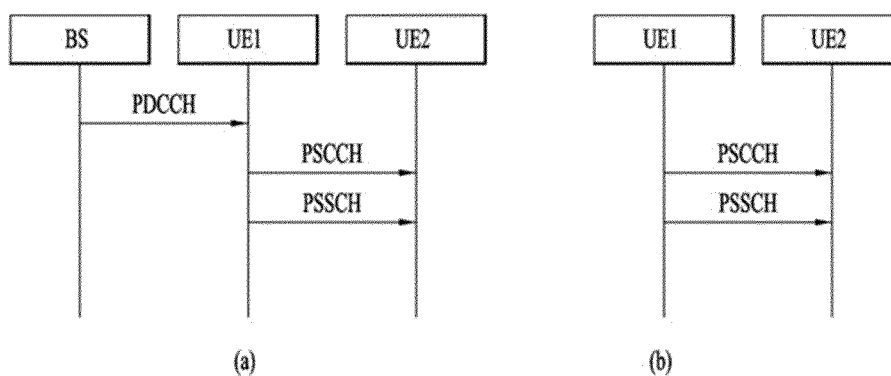 BS UE1 UE2 UE1 UE2
PDCCH
PSCCH PSCCH
PSSCH PSSCH
(a) (b)